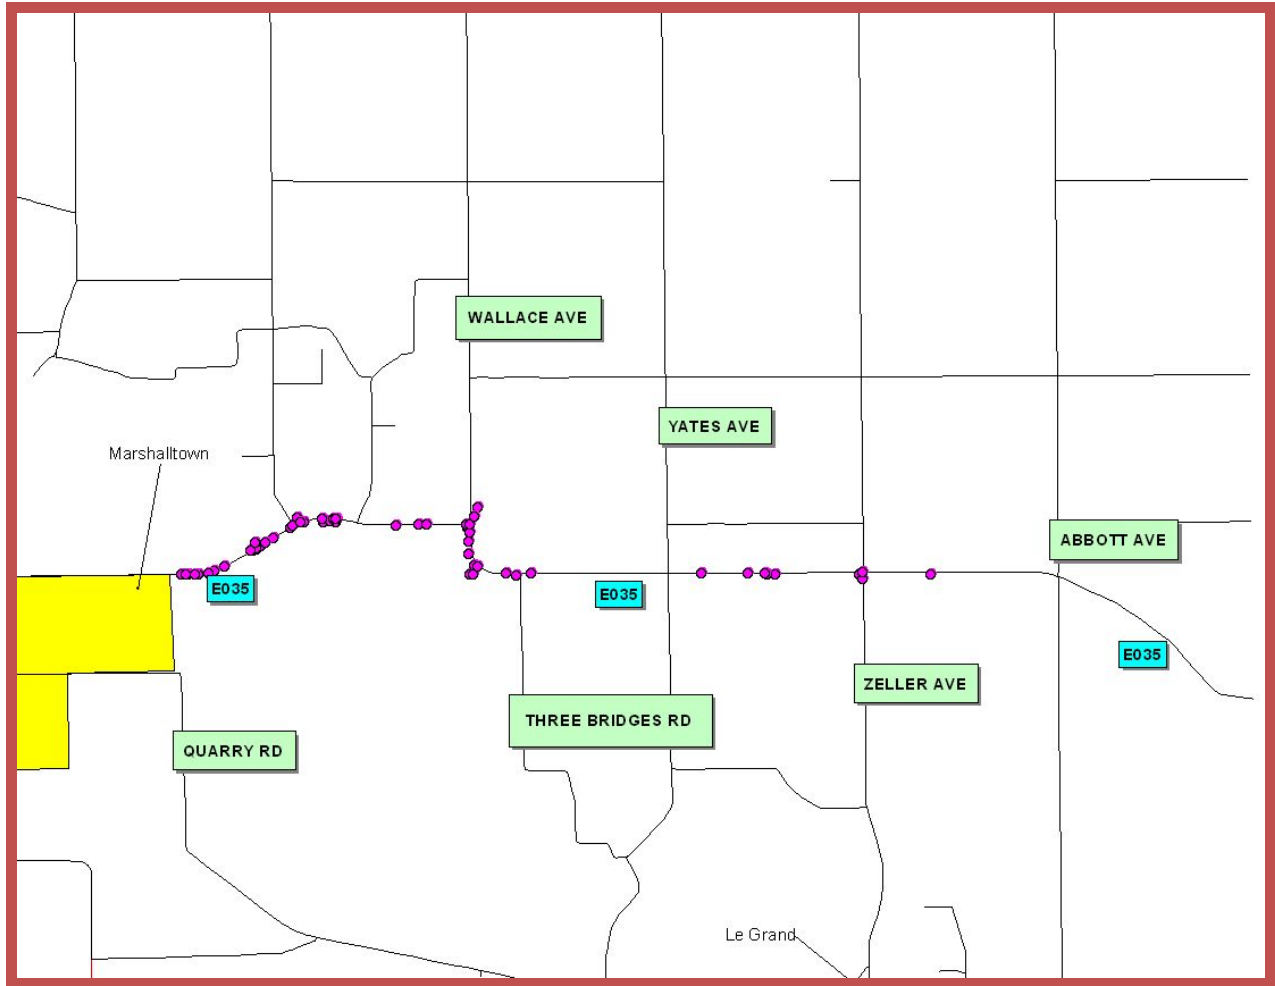 WALLACE AVE
YATES AVE
Marshalltown
ABBOTT AVE
E035
E035
E035
ZELLER AVE
THREE BRIDGES RD
QUARRY RD
Le Grand